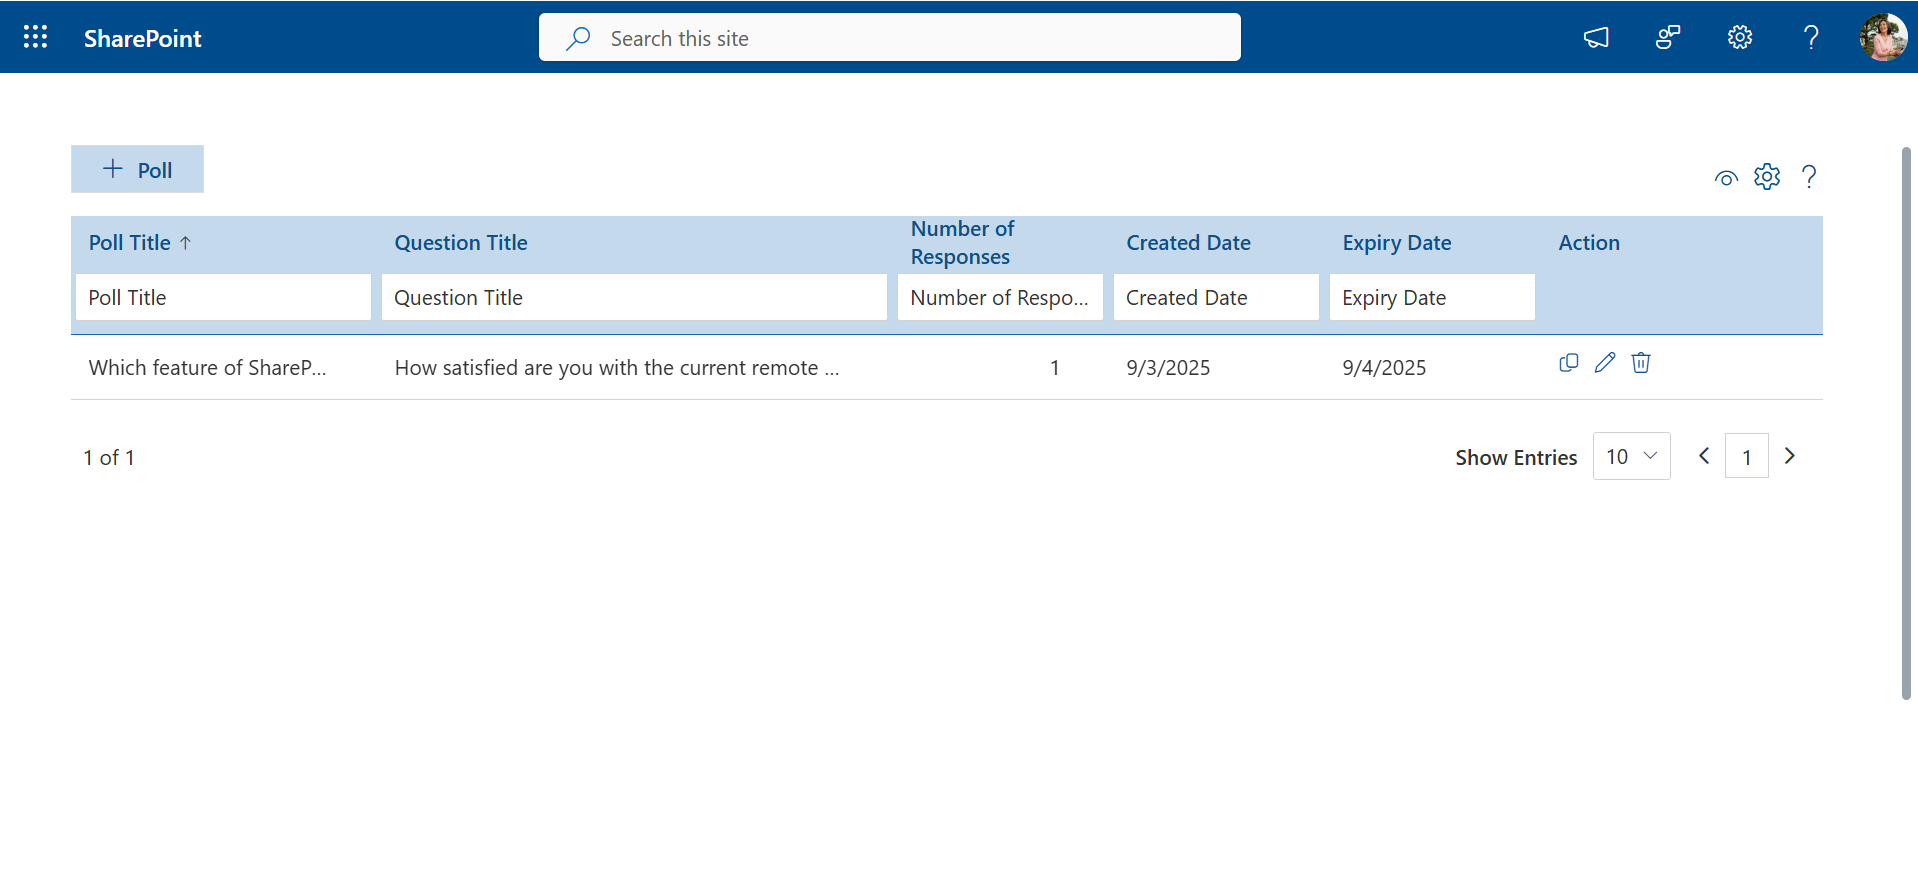 SharePoint
Search this site
Poll
Poll Title ↑
Question Title
Number of
Responses
Created Date
Expiry Date
Action
Poll Title
Question Title
Number of Respo...
Created Date
Expiry Date
Which feature of ShareP...
How satisfied are you with the current remote ...
1
9/3/2025
9/4/2025
1 of 1
Show Entries
10
1